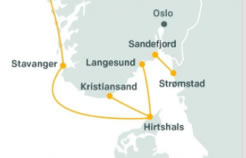 Oslo
Sandefjord
Stavanger
Langesund
Kristiansand
Strømstad
Hirtshals